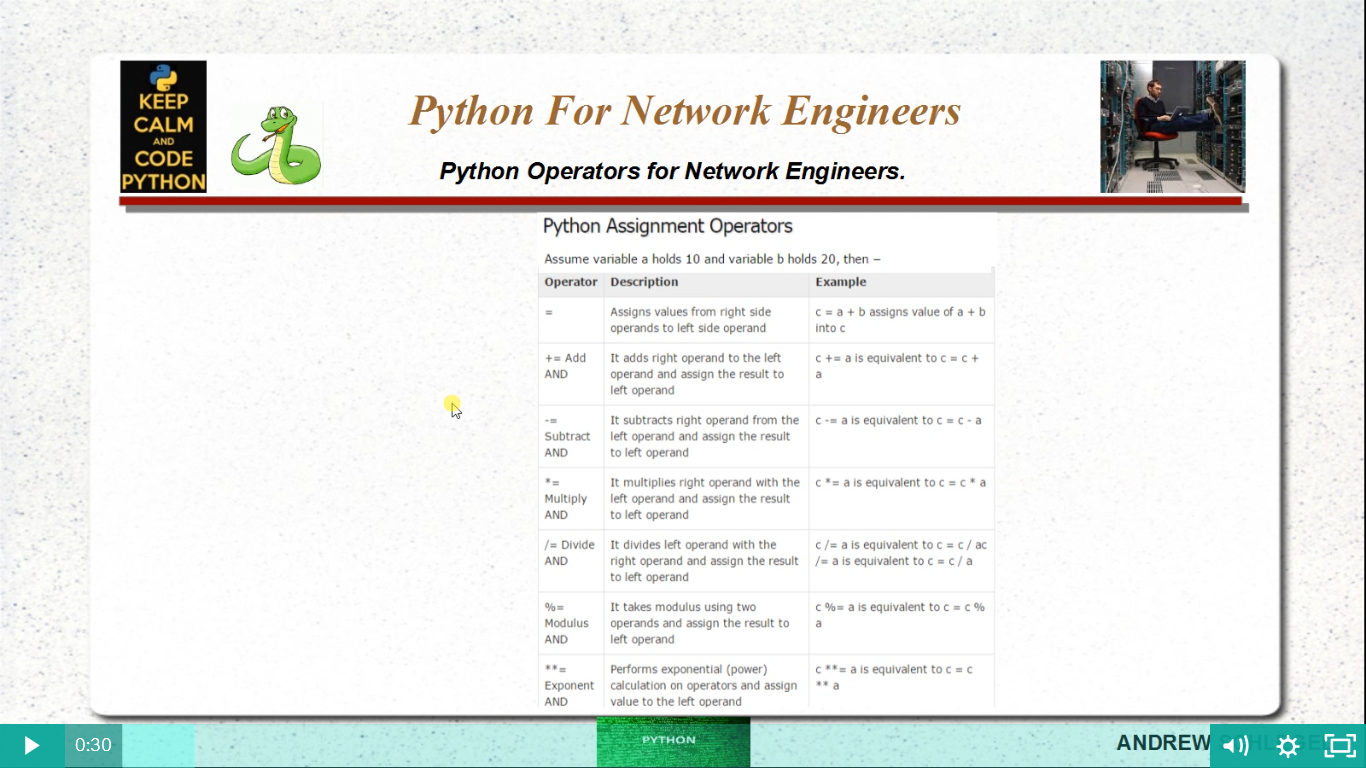 KEEP
CALM
AND
CODE
PYTHON
Python For Network Engineers
Python Operators for Network Engineers.
Python Assignment Operators
Assume variable a holds 10 and variable b holds 20, then −
Operator Description Example
= Assigns values from right side c = a + b assigns value of a + b
operands to left side operand into c
+= Add It adds right operand to the left c += a is equivalent to c = c +
AND operand and assign the result to a
left operand
-= It subtracts right operand from the c -= a is equivalent to c = c - a
Subtract left operand and assign the result
AND to left operand
*= It multiplies right operand with the c *= a is equivalent to c = c * a
Multiply left operand and assign the result
AND to left operand
/= Divide It divides left operand with the c /= a is equivalent to c = c / ac
AND right operand and assign the result /= a is equivalent to c = c / a
to left operand
%= It takes modulus using two c %= a is equivalent to c = c %
Modulus operands and assign the result to a
AND left operand
**= Performs exponential (power) c **= a is equivalent to c = c
Exponent calculation on operators and assign ** a
AND value to the left operand
0:30
PYTHON
ANDREW